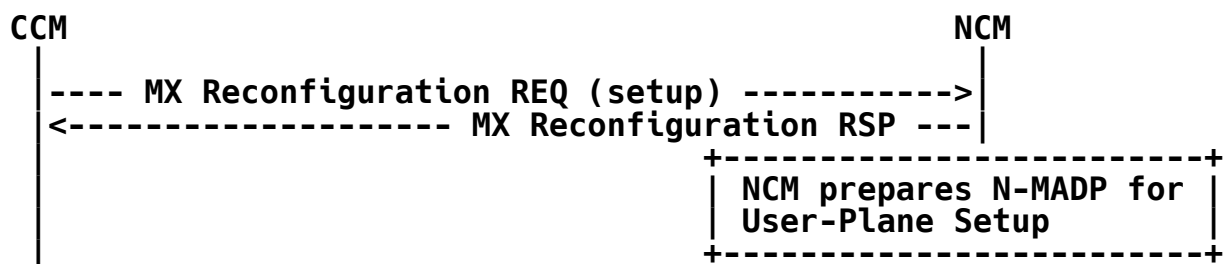 CCM NCM
---- MX Reconfiguration REQ (setup) ----------->
<-------------------- MX Reconfiguration RSP ---
+-------------------------+
| NCM prepares N-MADP for |
| User-Plane Setup |
+-------------------------+